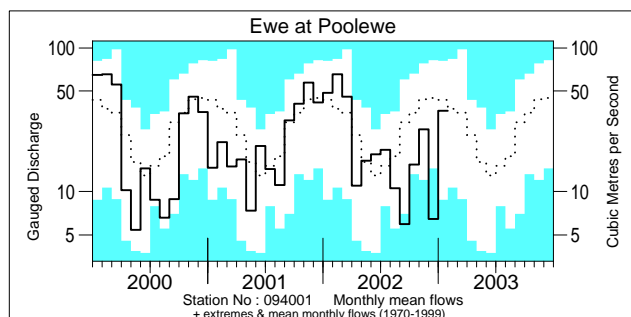 Ewe at Poolewe
100
50
10
5
Gauged Discharge
100
50
10
5
Cubic Metres per Second
2000 2001 2002 2003
Station No : 094001 Monthly mean flows
+ extremes & mean monthly flows (1970-1999)